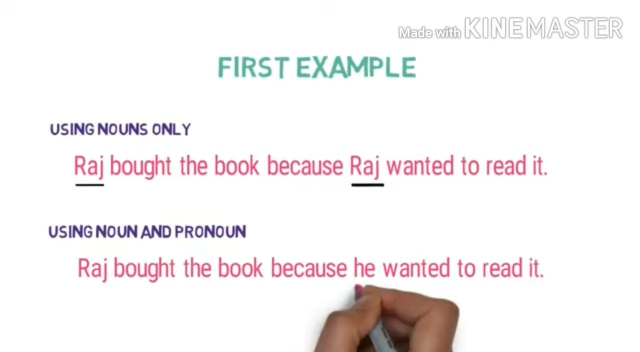 Made with KINEMASTER
FIRST EXAMPLE
USING NOUNS ONLY
Raj bought the book because Raj wanted to read it.
USING NOUN AND PRONOUN
Raj bought the book because he wanted to read it.